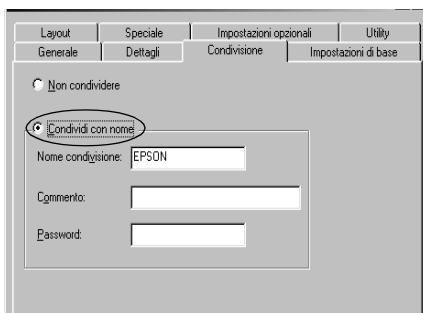 Layout Speciale Impostazioni opzionali Utility
Generale Dettagli Condivisione Impostazioni di base
Non condividere
Condividi con nome
Nome condivisione: EPSON
Commento:
Password: